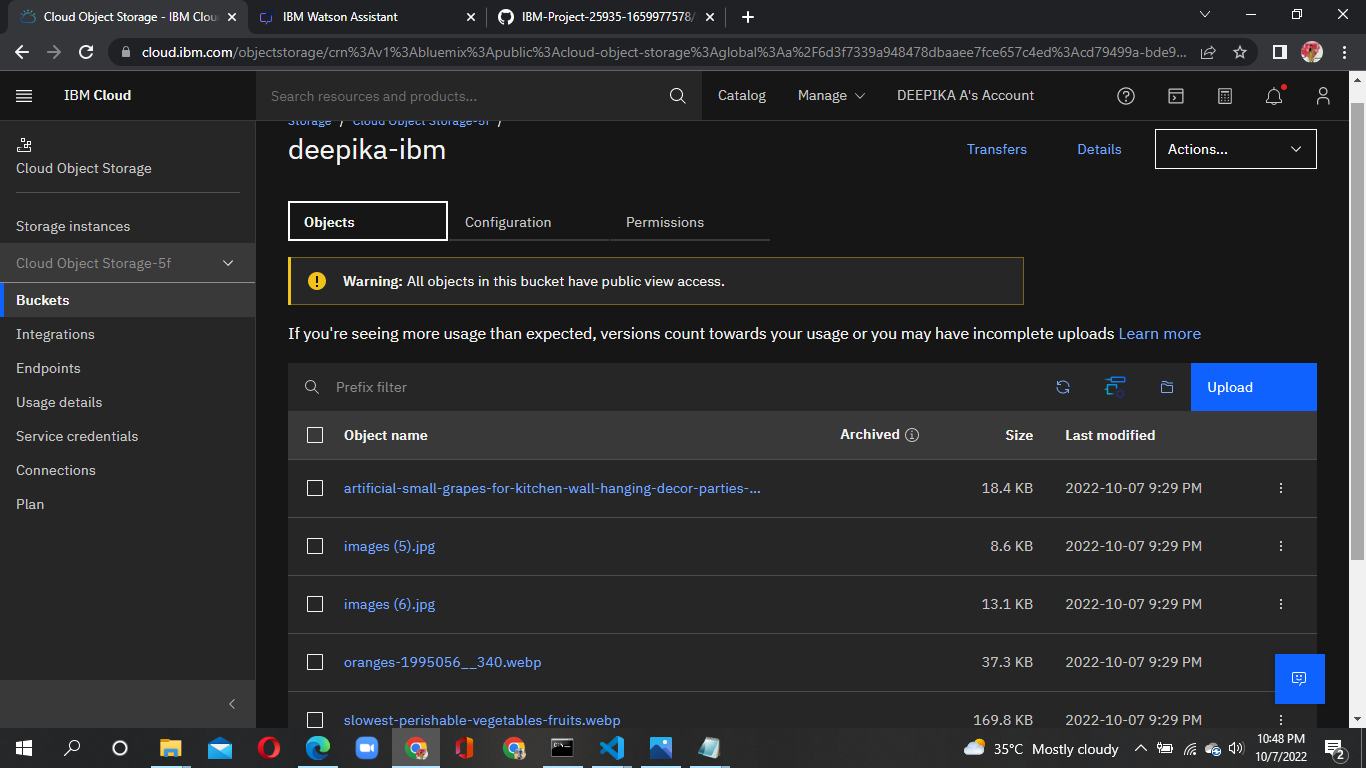 Cloud Object Storage - IBM Clou
IBM Watson Assistant
IBM-Project-25935-1659977578/
cloud.ibm.com/objectstorage/crn%3Av1%3Abluemix%3Apublic%3Acloud-object-storage%3Aglobal%3Aa%2F6d3f7339a948478dbaaee7fce657c4ed%3Acd79499a-bde9...
IBM Cloud
Search resources and products...
Catalog
Manage
DEEPIKA A's Account
Cloud Object Storage
Storage instances
Cloud Object Storage-5f
Buckets
Integrations
Endpoints
Usage details
Service credentials
Connections
Plan
Storage / Cloud Object Storage-5f /
deepika-ibm
Transfers
Details
Actions...
Objects
Configuration
Permissions
Warning: All objects in this bucket have public view access.
If you're seeing more usage than expected, versions count towards your usage or you may have incomplete uploads Learn more
Prefix filter
Upload
Object name Archived Size Last modified
artificial-small-grapes-for-kitchen-wall-hanging-decor-parties-... 18.4 KB 2022-10-07 9:29 PM
images (5).jpg 8.6 KB 2022-10-07 9:29 PM
images (6).jpg 13.1 KB 2022-10-07 9:29 PM
oranges-1995056__340.webp 37.3 KB 2022-10-07 9:29 PM
slowest-perishable-vegetables-fruits.webp 169.8 KB 2022-10-07 9:29 PM
35°C Mostly cloudy
10:48 PM
10/7/2022
2